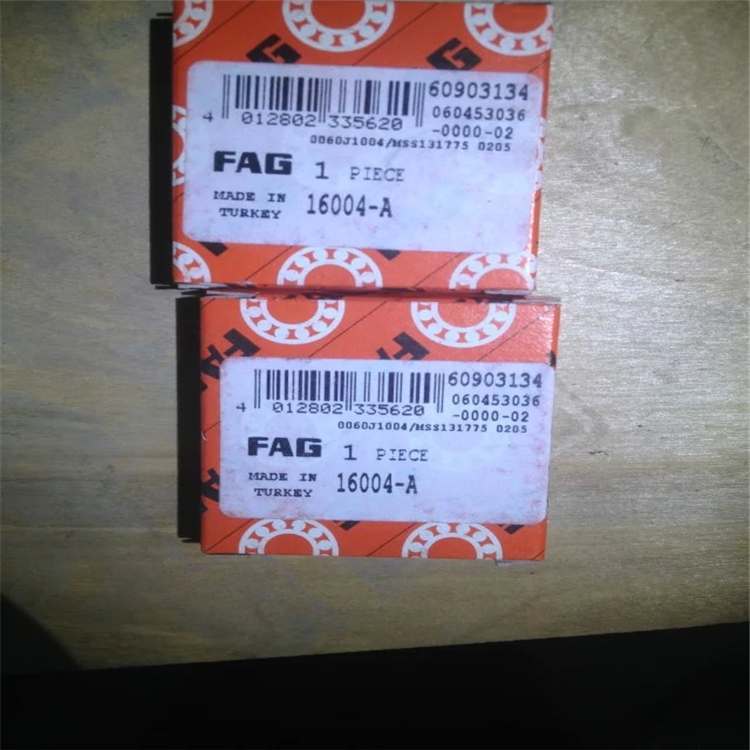 60903134
4 012802 335620
060453036
-0000-02
0060J1004/MSS131775 0205
FAG 1 PIECE
MADE IN
TURKEY 16004-A
60903134
4 012802 335620
060453036
-0000-02
0060J1004/MSS131775 0205
FAG 1 PIECE
MADE IN
TURKEY 16004-A